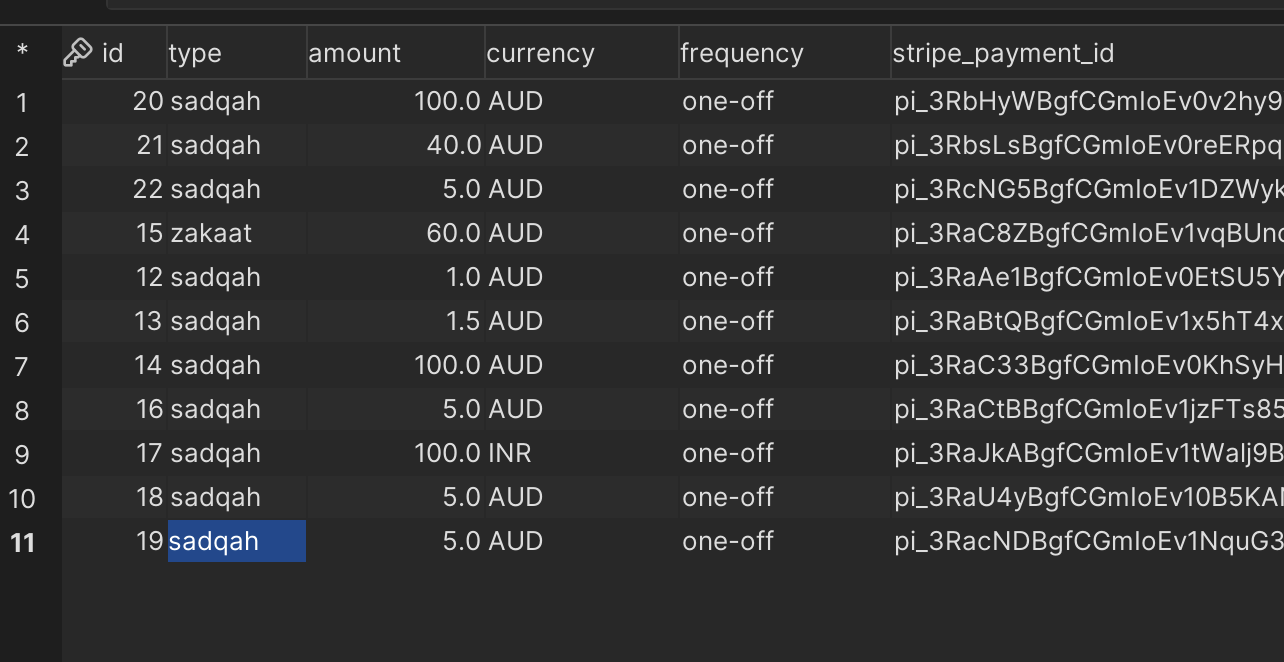 * id type amount currency frequency stripe_payment_id
1 20 sadqah 100.0 AUD one-off pi_3RbHyWBgfCGmIoEv0v2hy9
2 21 sadqah 40.0 AUD one-off pi_3RbsLsBgfCGmIoEv0reERpq
3 22 sadqah 5.0 AUD one-off pi_3RcNG5BgfCGmIoEv1DZWyk
4 15 zakaat 60.0 AUD one-off pi_3RaC8ZBgfCGmIoEv1vqBUnc
5 12 sadqah 1.0 AUD one-off pi_3RaAe1BgfCGmIoEv0EtSU5Y
6 13 sadqah 1.5 AUD one-off pi_3RaBtQBgfCGmIoEv1x5hT4x
7 14 sadqah 100.0 AUD one-off pi_3RaC33BgfCGmIoEv0KhSyH
8 16 sadqah 5.0 AUD one-off pi_3RaCtBBgfCGmIoEv1jzFTs85
9 17 sadqah 100.0 INR one-off pi_3RaJkABgfCGmIoEv1tWalj9B
10 18 sadqah 5.0 AUD one-off pi_3RaU4yBgfCGmIoEv10B5KAI
11 19 sadqah 5.0 AUD one-off pi_3RacNDBgfCGmIoEv1NquG3